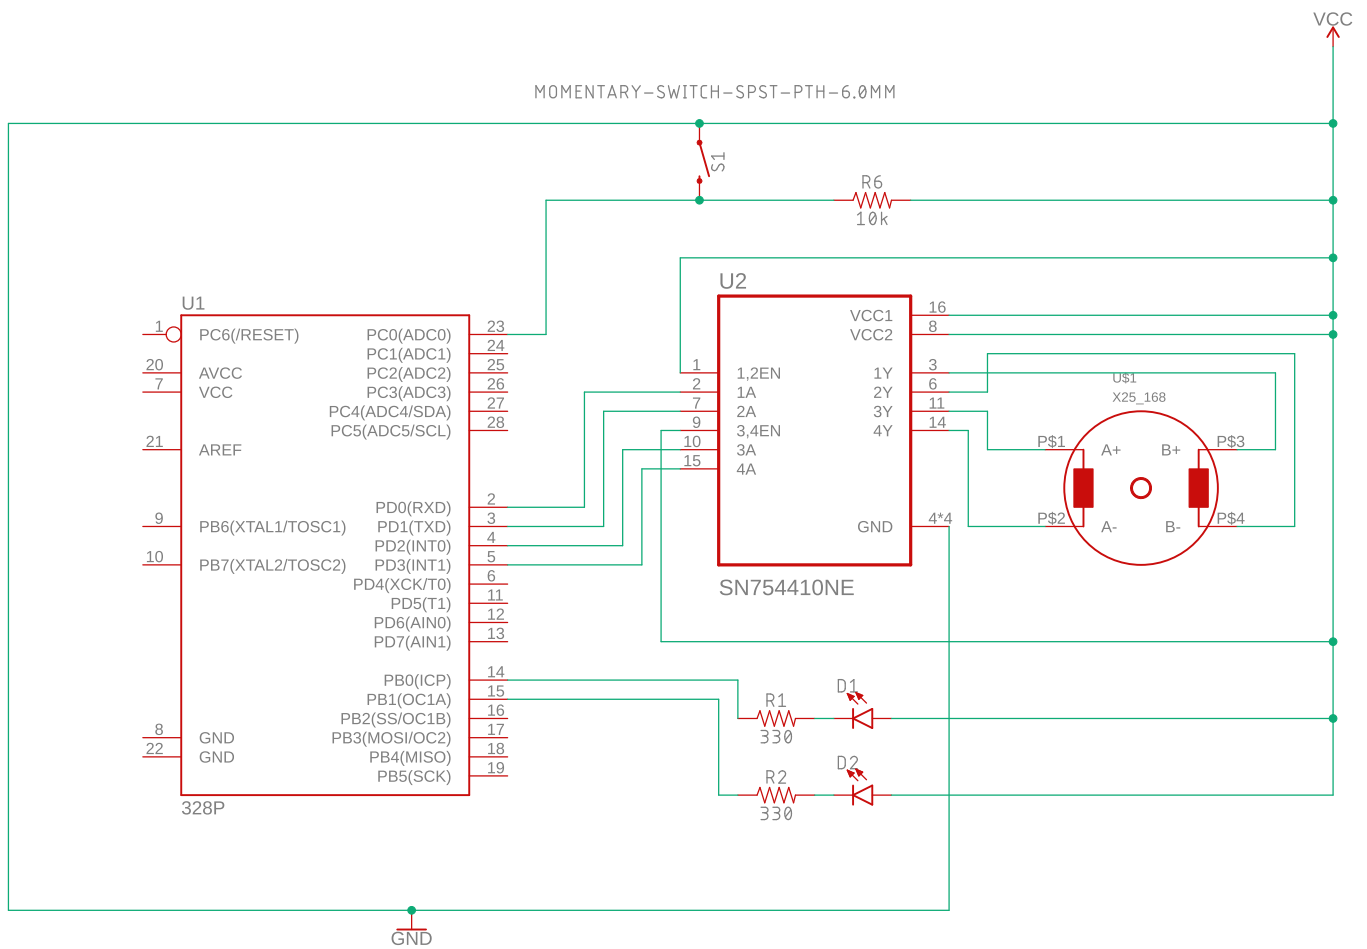 VCC
MOMENTARY-SWITCH-SPST-PTH-6.0MM
S1
R6
10k
U2
U1
16
VCC1
8
VCC2
1
PC6(/RESET)
PC0(ADC0)
23
PC1(ADC1)
24
20
AVCC
PC2(ADC2)
25
7
VCC
PC3(ADC3)
26
PC4(ADC4/SDA)
27
PC5(ADC5/SCL)
28
21
AREF
9
PB6(XTAL1/TOSC1)
10
PB7(XTAL2/TOSC2)
PD0(RXD)
2
PD1(TXD)
3
PD2(INT0)
4
PD3(INT1)
5
PD4(XCK/T0)
6
PD5(T1)
11
PD6(AIN0)
12
PD7(AIN1)
13
PB0(ICP)
14
PB1(OC1A)
15
PB2(SS/OC1B)
16
PB3(MOSI/OC2)
17
PB4(MISO)
18
PB5(SCK)
19
8
GND
22
GND
328P
1
1,2EN
2
1A
7
2A
9
3,4EN
10
3A
15
4A
1Y
3
2Y
6
3Y
11
4Y
14
GND
4*4
SN754410NE
U$1
X25_168
P$1
A+
B+
P$3
P$2
A-
B-
P$4
R1
330
D1
R2
330
D2
GND